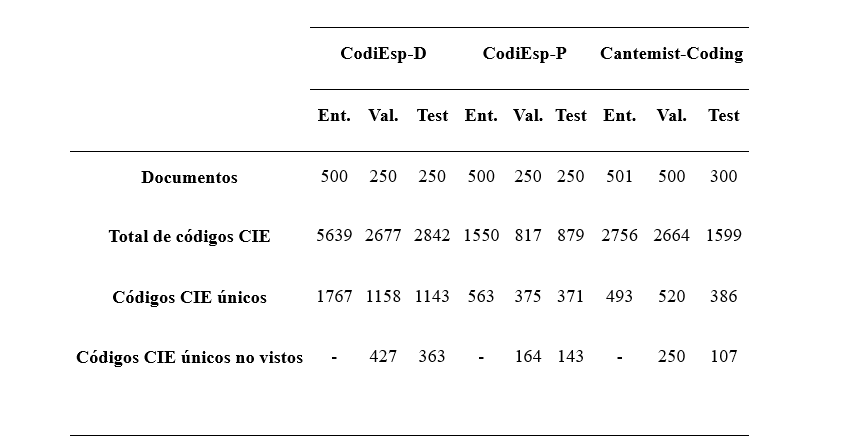 CodiEsp-D CodiEsp-P Cantemist-Coding
Ent. Val. Test Ent. Val. Test Ent. Val. Test
Documentos 500 250 250 500 250 250 501 500 300
Total de códigos CIE 5639 2677 2842 1550 817 879 2756 2664 1599
Códigos CIE únicos 1767 1158 1143 563 375 371 493 520 386
Códigos CIE únicos no vistos - 427 363 - 164 143 - 250 107